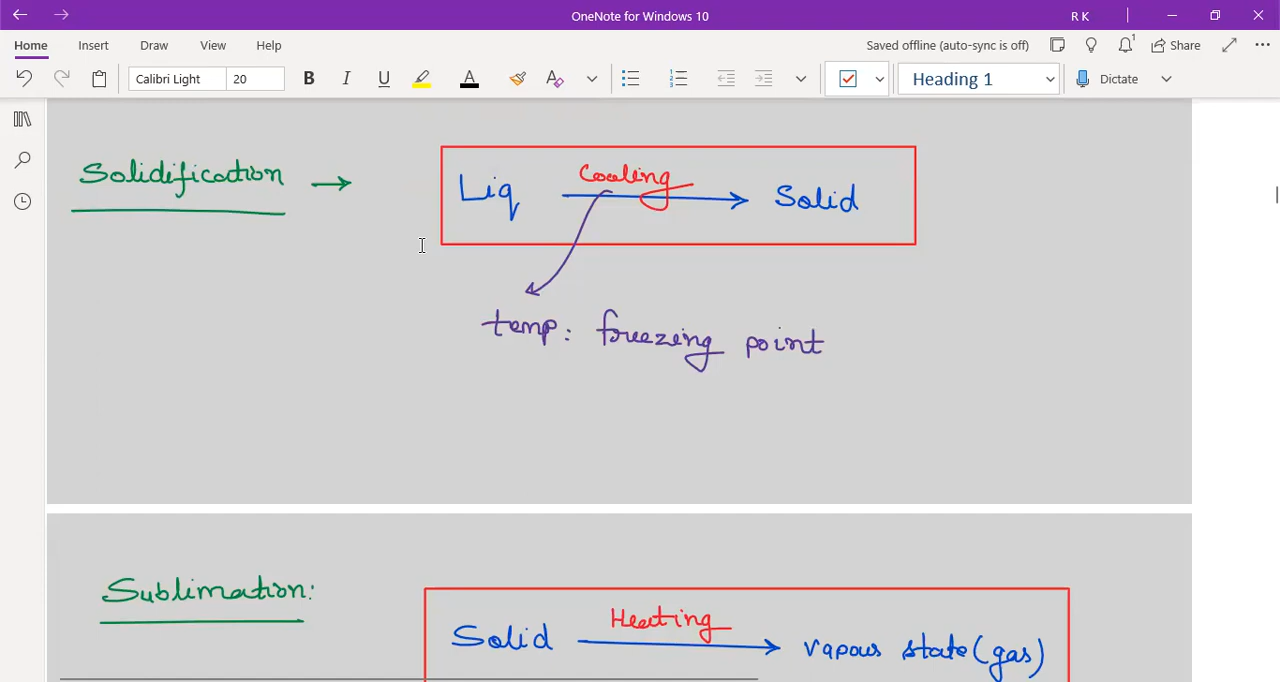 OneNote for Windows 10
R K
Home Insert Draw View Help
Saved offline (auto-sync is off)
1
Share
Calibri Light 20 B I U A A Heading 1 Dictate
Solidification →
Cooling
Liq → Solid
temp: freezing point
Sublimation:
Heating
Solid → vapous state (gas)